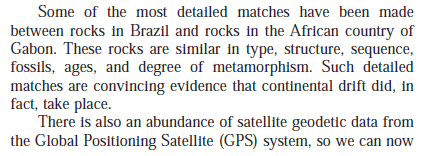 Some of the most detailed matches have been made
between rocks in Brazil and rocks in the African country of
Gabon. These rocks are similar in type, structure, sequence,
fossils, ages, and degree of metamorphism. Such detailed
matches are convincing evidence that continental drift did, in
fact, take place.
There is also an abundance of satellite geodetic data from
the Global Positioning Satellite (GPS) system, so we can now